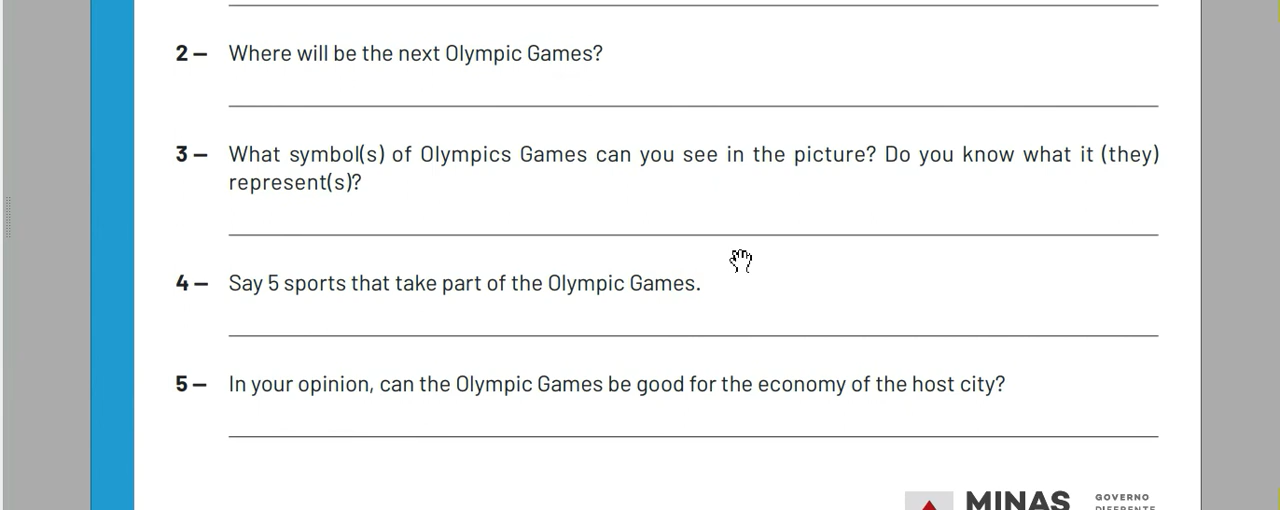 2 – Where will be the next Olympic Games?
3 – What symbol(s) of Olympics Games can you see in the picture? Do you know what it (they)
represent(s)?
4 – Say 5 sports that take part of the Olympic Games.
5 – In your opinion, can the Olympic Games be good for the economy of the host city?
MINAS
GOVERNO
DIFERENTE